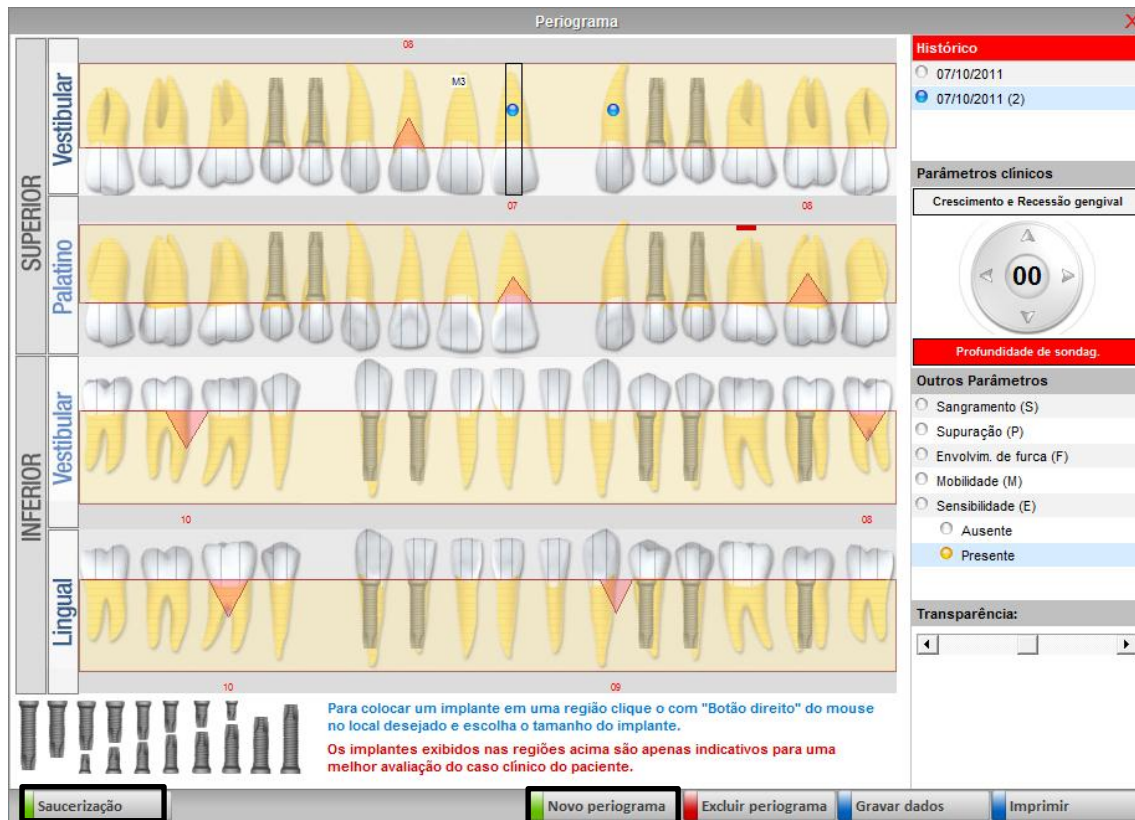 Periograma
X
08
SUPERIOR
Vestibular
M3
07
08
Palatino
INFERIOR
Vestibular
10
08
Lingual
10
09
Para colocar um implante em uma região clique o com "Botão direito" do mouse
no local desejado e escolha o tamanho do implante.
Os implantes exibidos nas regiões acima são apenas indicativos para uma
melhor avaliação do caso clínico do paciente.
Histórico
07/10/2011
07/10/2011 (2)
Parâmetros clínicos
Crescimento e Recessão gengival
00
Profundidade de sondag.
Outros Parâmetros
Sangramento (S)
Supuração (P)
Envolvim. de furca (F)
Mobilidade (M)
Sensibilidade (E)
Ausente
Presente
Transparência:
Saucerização
Novo periograma
Excluir periograma
Gravar dados
Imprimir